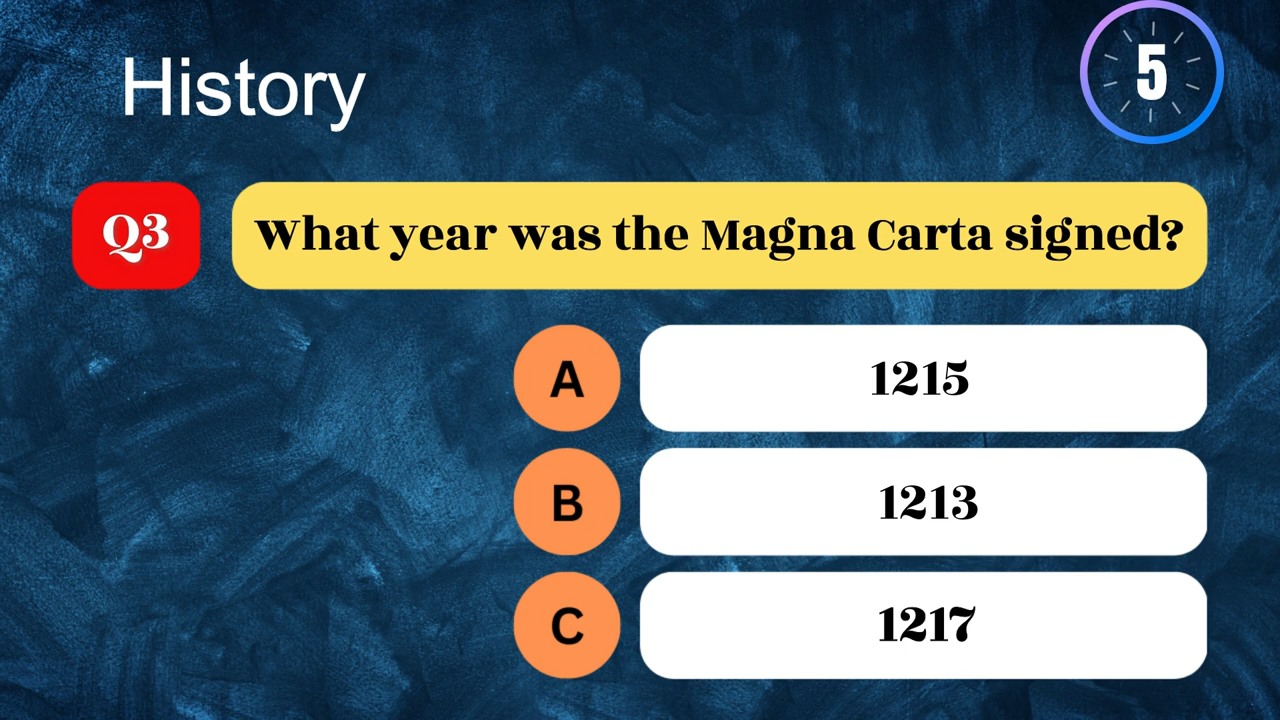 History
5
Q3
What year was the Magna Carta signed?
A
1215
B
1213
C
1217